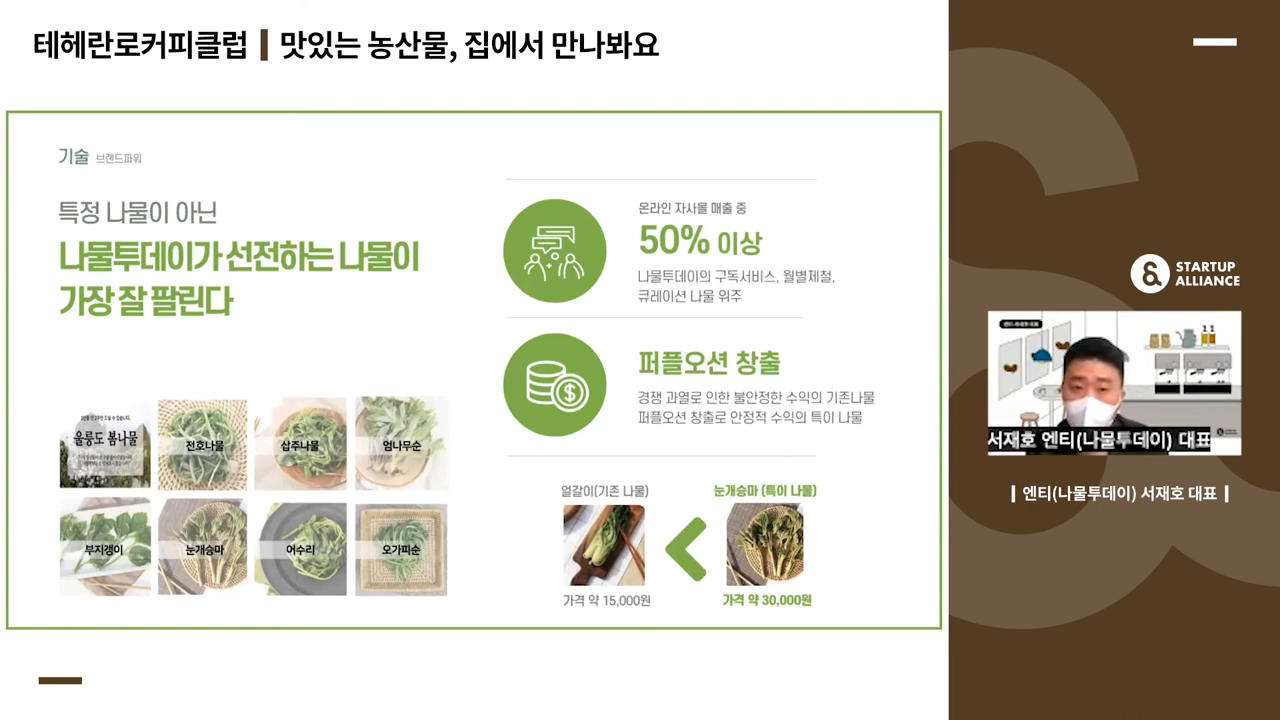 테헤란로커피클럽 | 맛있는 농산물, 집에서 만나봐요
기술 브랜드파워
특정 나물이 아닌
나물투데이가 선전하는 나물이
가장 잘 팔린다
울릉도 봄나물
전호나물
삽주나물
엄나무순
부지갱이
눈개승마
어수리
오가피순
온라인 자사몰 매출 중
50% 이상
나물투데이의 구독서비스, 월별제철,
큐레이션 나물 위주
퍼플오션 창출
경쟁 과열로 인한 불안정한 수익의 기존나물
퍼플오션 창출로 안정적 수익의 특이 나물
얼갈이(기존 나물)
눈개승마 (특이 나물)
가격 약 15,000원
가격 약 30,000원
STARTUP
ALLIANCE
서재호 엔티(나물투데이) 대표
| 엔티(나물투데이) 서재호 대표 |